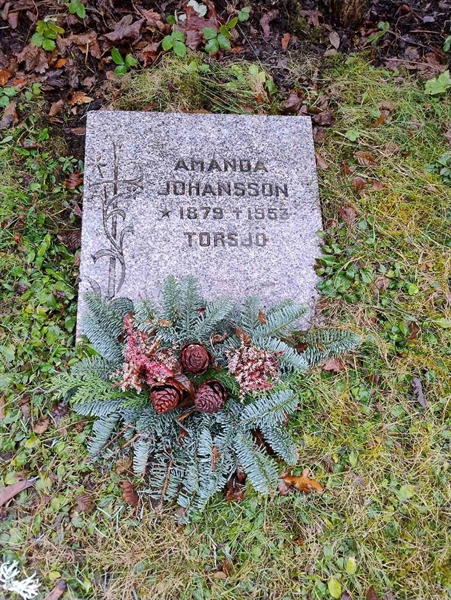 AMANDA
JOHANSSON
* 1879 † 1953
TORSJÖ